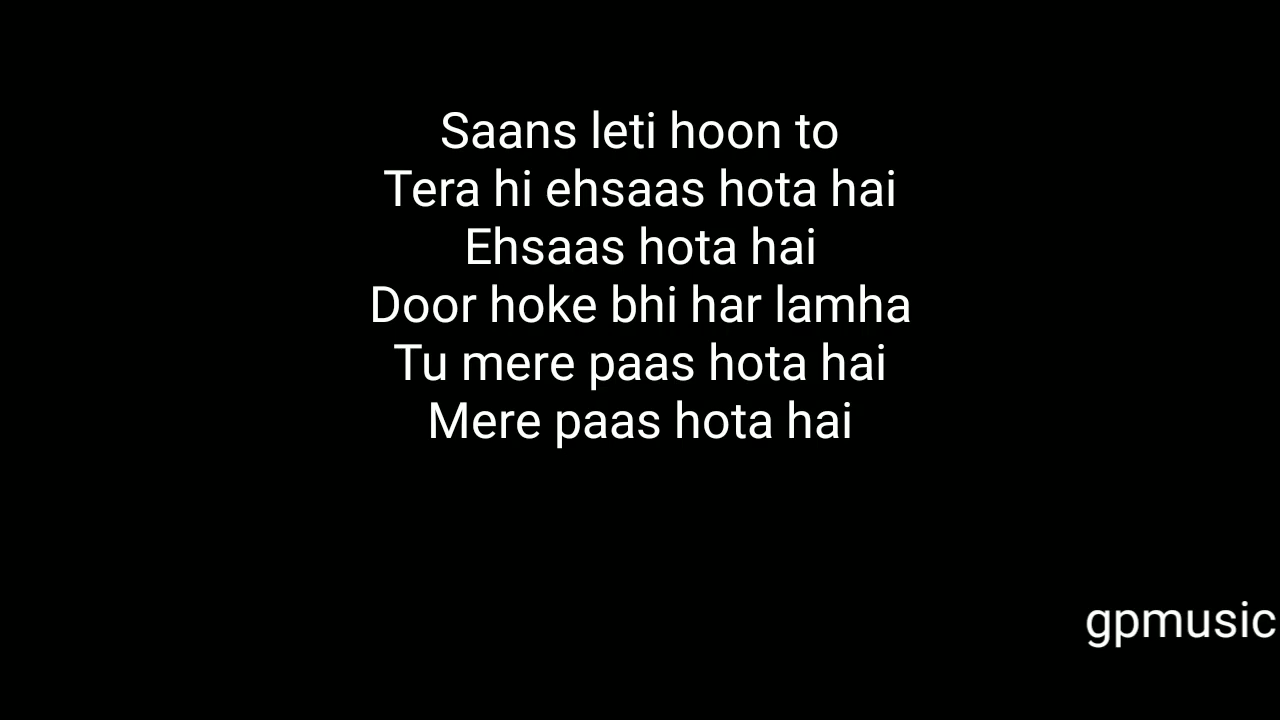 Saans leti hoon to
Tera hi ehsaas hota hai
Ehsaas hota hai
Door hoke bhi har lamha
Tu mere paas hota hai
Mere paas hota hai
gpmusic